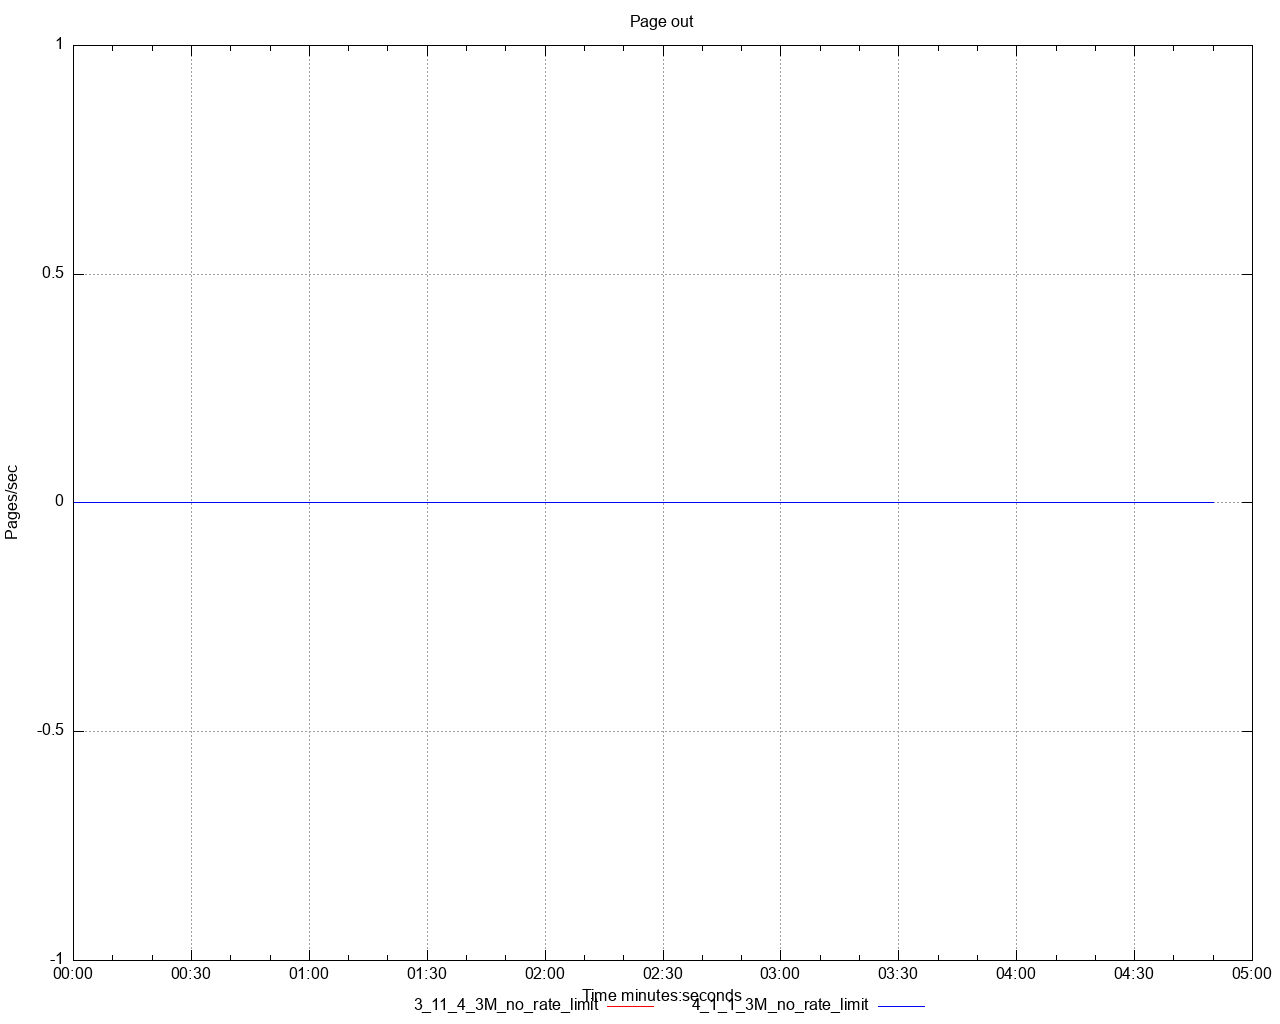 Page out
1
0.5
0
-0.5
-1
Pages/sec
00:00 00:30 01:00 01:30 02:00 02:30 03:00 03:30 04:00 04:30 05:00
Time minutes:seconds
3_11_4_3M_no_rate_limit 4_1_1_3M_no_rate_limit